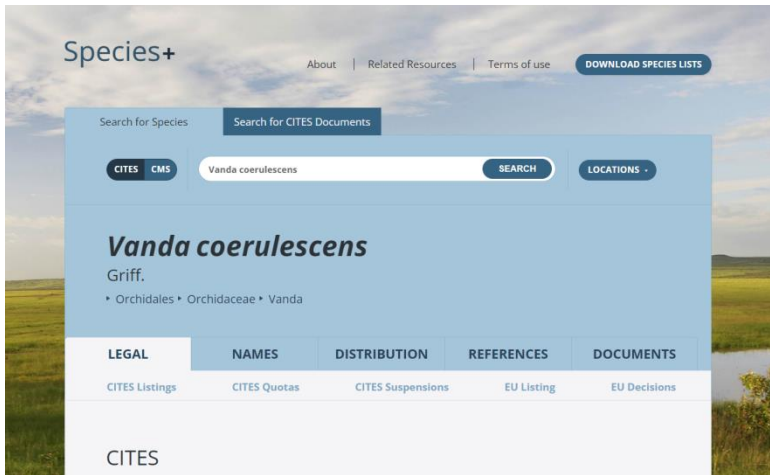 Species+
About | Related Resources | Terms of use DOWNLOAD SPECIES LISTS
Search for Species Search for CITES Documents
CITES CMS Vanda coerulescens SEARCH LOCATIONS
Vanda coerulescens
Griff.
Orchidales Orchidaceae Vanda
LEGAL NAMES DISTRIBUTION REFERENCES DOCUMENTS
CITES Listings CITES Quotas CITES Suspensions EU Listing EU Decisions
CITES